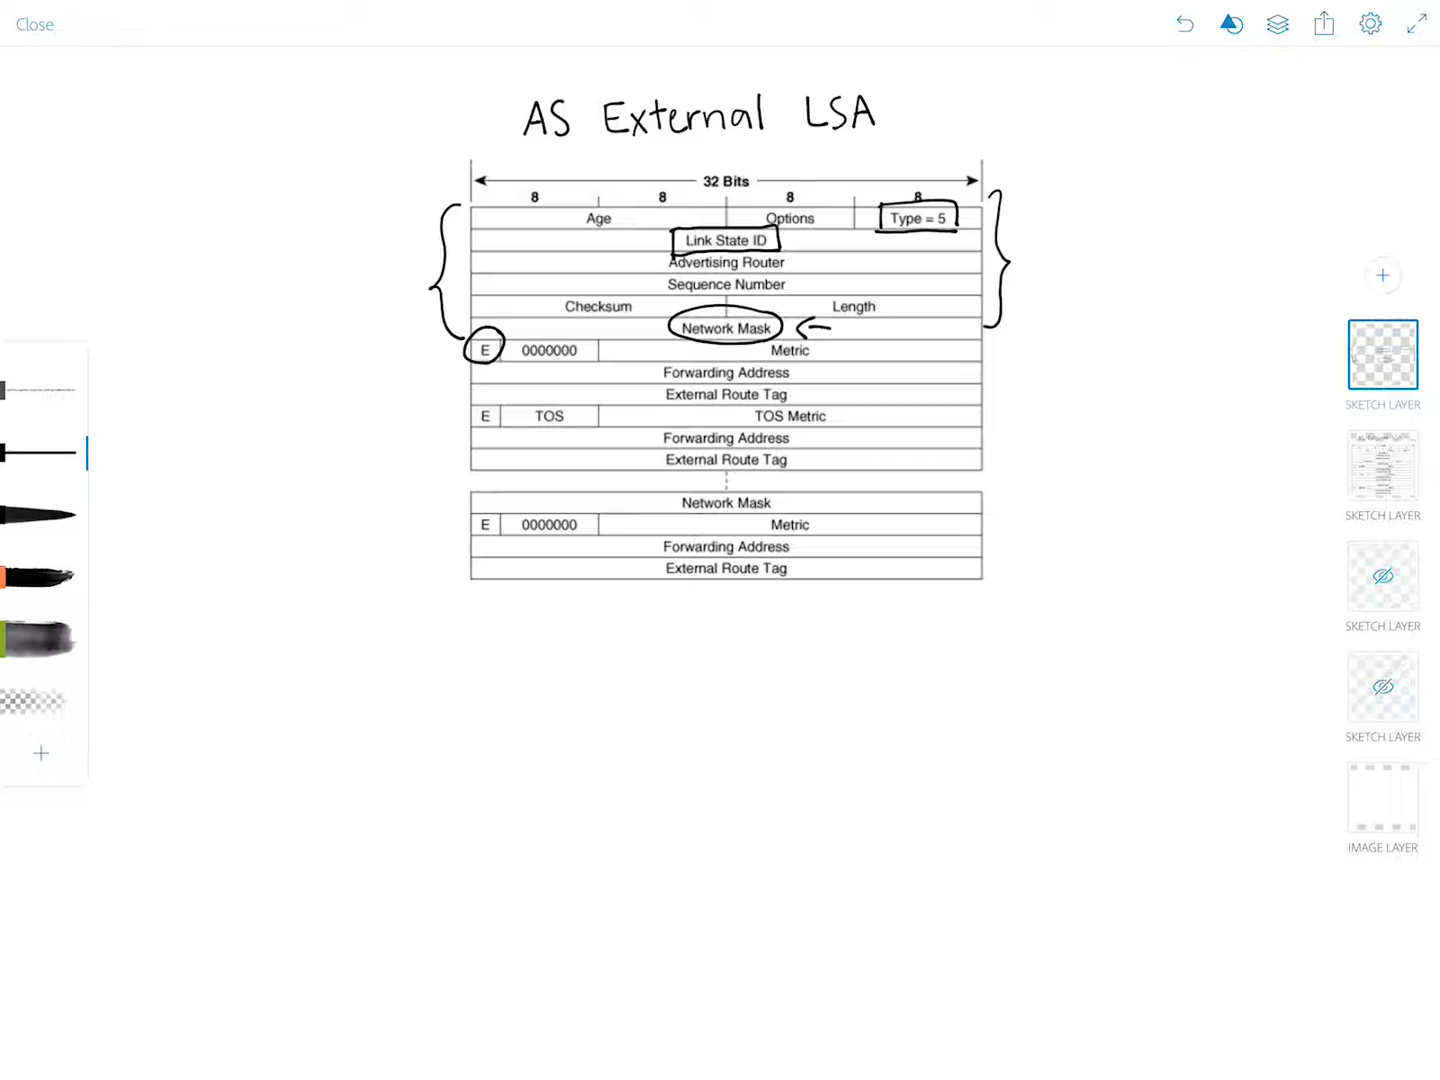 Close
AS External LSA
32 Bits
8 8 8 8
Age Options Type = 5
Link State ID
Advertising Router
Sequence Number
Checksum Length
Network Mask
E 0000000 Metric
Forwarding Address
External Route Tag
E TOS TOS Metric
Forwarding Address
External Route Tag
Network Mask
E 0000000 Metric
Forwarding Address
External Route Tag
SKETCH LAYER
SKETCH LAYER
SKETCH LAYER
SKETCH LAYER
IMAGE LAYER